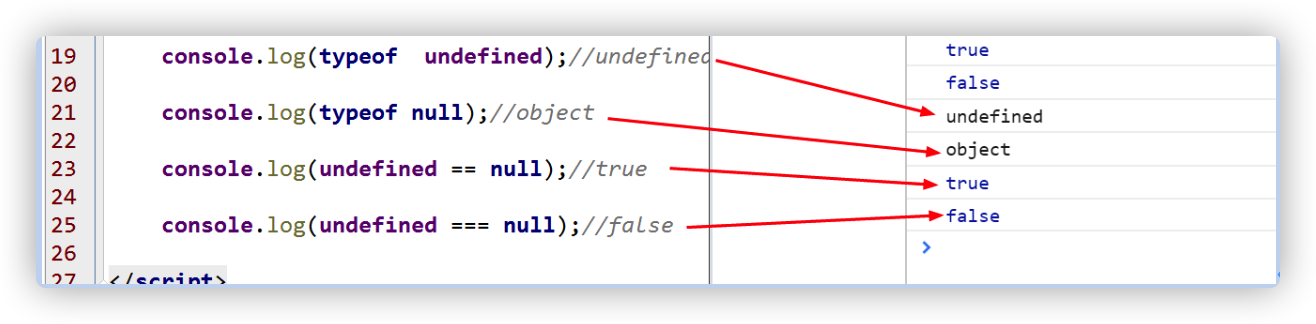 19 console.log(typeof  undefined);//undefined
20
21 console.log(typeof null);//object
22
23 console.log(undefined == null);//true
24
25 console.log(undefined === null);//false
26
27 </script>
true
false
undefined
object
true
false
>